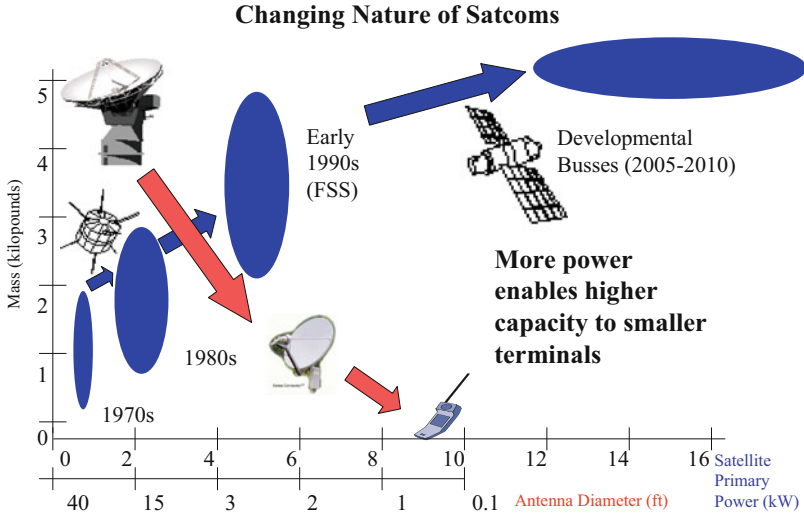 Changing Nature of Satcoms
Mass (kilopounds)
5
4
3
2
1
0
Early
1990s
(FSS)
Developmental
Busses (2005-2010)
More power
enables higher
capacity to smaller
terminals
1980s
1970s
0 2 4 6 8 10 12 14 16
Satellite
Primary
Power (kW)
40 15 3 2 1 0.1 Antenna Diameter (ft)